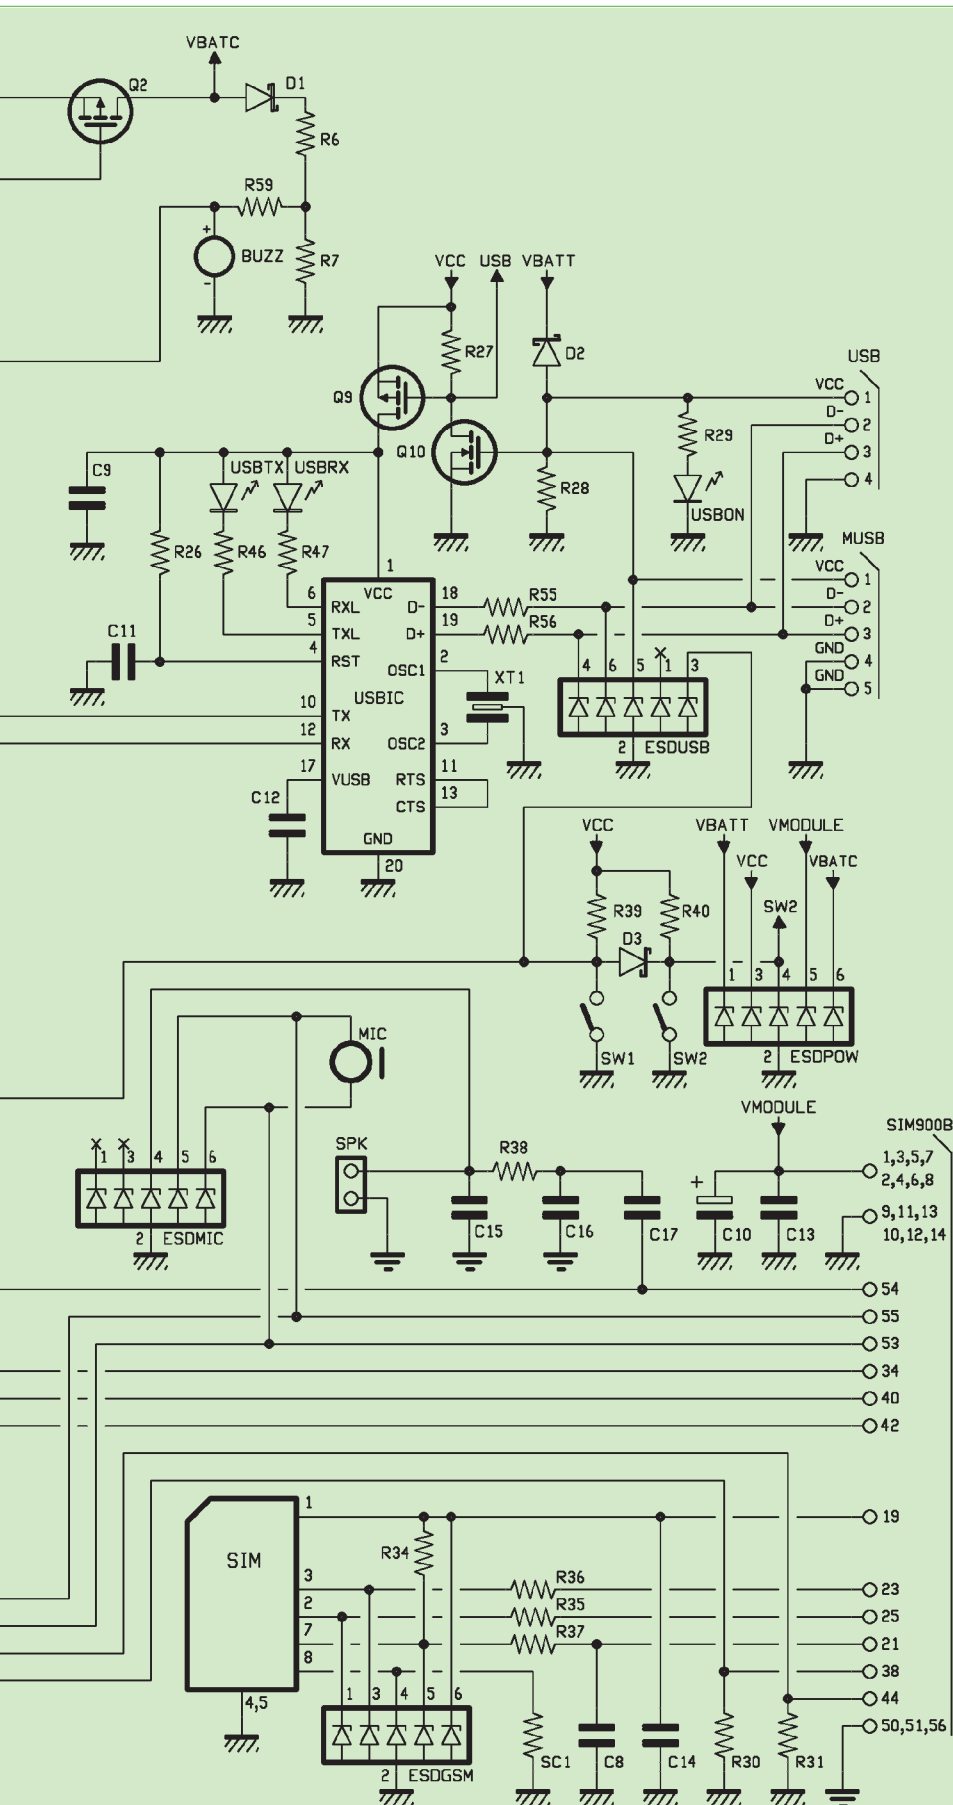 VBATC
Q2
D1
R6
R59
+
BUZZ
R7
-
VCC USB VBATT
R27
D2
USB
Q9
VCC
1
D-
2
R29
D+
3
Q10
C9
USBTX USBRX
4
R28
USBON
R26
R46
R47
MUSB
1
VCC
1
VCC
6
RXL
D-
18
R55
D-
2
5
TXL
D+
19
R56
D+
3
C11
4
RST
OSC1
2
GND
4
XT1
4 6 5 1 3
GND
5
USBIC
10
TX
12
RX
OSC2
3
2 ESDUSB
17
VUSB
RTS
11
C12
CTS
13
GND
20
VCC
VBATT
VMODULE
VCC
VBATC
R39
R40
SW2
D3
1 3 4 5 6
SW1
SW2
2 ESDPOW
MIC
VMODULE
SIM900B
SPK
R38
1,3,5,7
2,4,6,8
1 3 4 5 6
+
9,11,13
10,12,14
2 ESDMIC
C15
C16
C17
C10
C13
54
55
53
34
40
42
1
19
SIM
R34
3
R36
23
2
R35
25
7
R37
21
8
38
4,5
1 3 4 5 6
44
50,51,56
2 ESDGSM
SC1
C8
C14
R30
R31